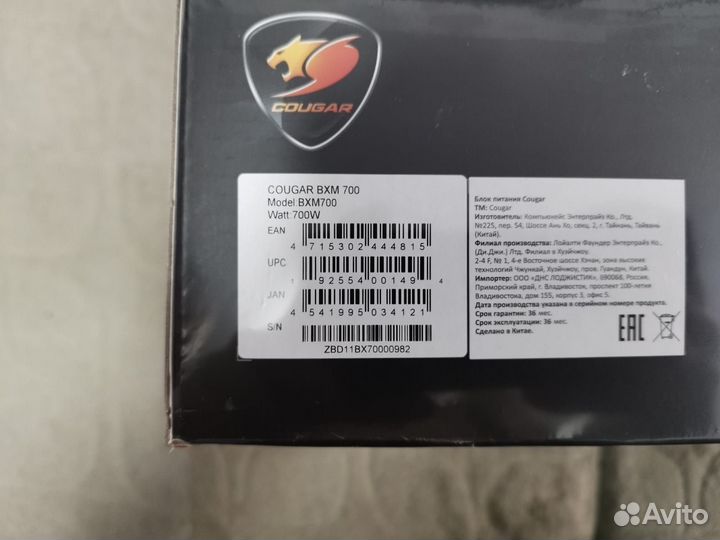 COUGAR
COUGAR BXM 700
Model:BXM700
Watt:700W
EAN
4 715302 444815
UPC
1 92554 00149 4
JAN
4 541995 034121
S/N
ZBD11BX70000982
Блок питания Cougar
ТМ: Cougar
Изготовитель: Компьюкейс Энтерпрайз Ко., Лтд.
№225, пер. 54, Шоссе Ань Хо, секц. 2, г. Тайнань, Тайвань
(Китай).
Филиал производства: Лойалти Фаундер Энтерпрайз Ко.,
(Ди.Джи.) Лтд. Филиал в Хуэйчжоу.
2-4 F, № 1, 4-е Восточное шоссе Хэчан, зона высоких
технологий Чжункай, Хуэйчжоу, пров. Гуандун, Китай.
Импортер: ООО «ДНС ЛОДЖИСТИК», 690068, Россия,
Приморский край, г. Владивосток, проспект 100-летия
Владивостока, дом 155, корпус 3, офис 5.
Дата производства указана в серийном номере продукта.
Срок гарантии: 36 мес.
Срок эксплуатации: 36 мес.
Сделано в Китае.
EAC
Avito